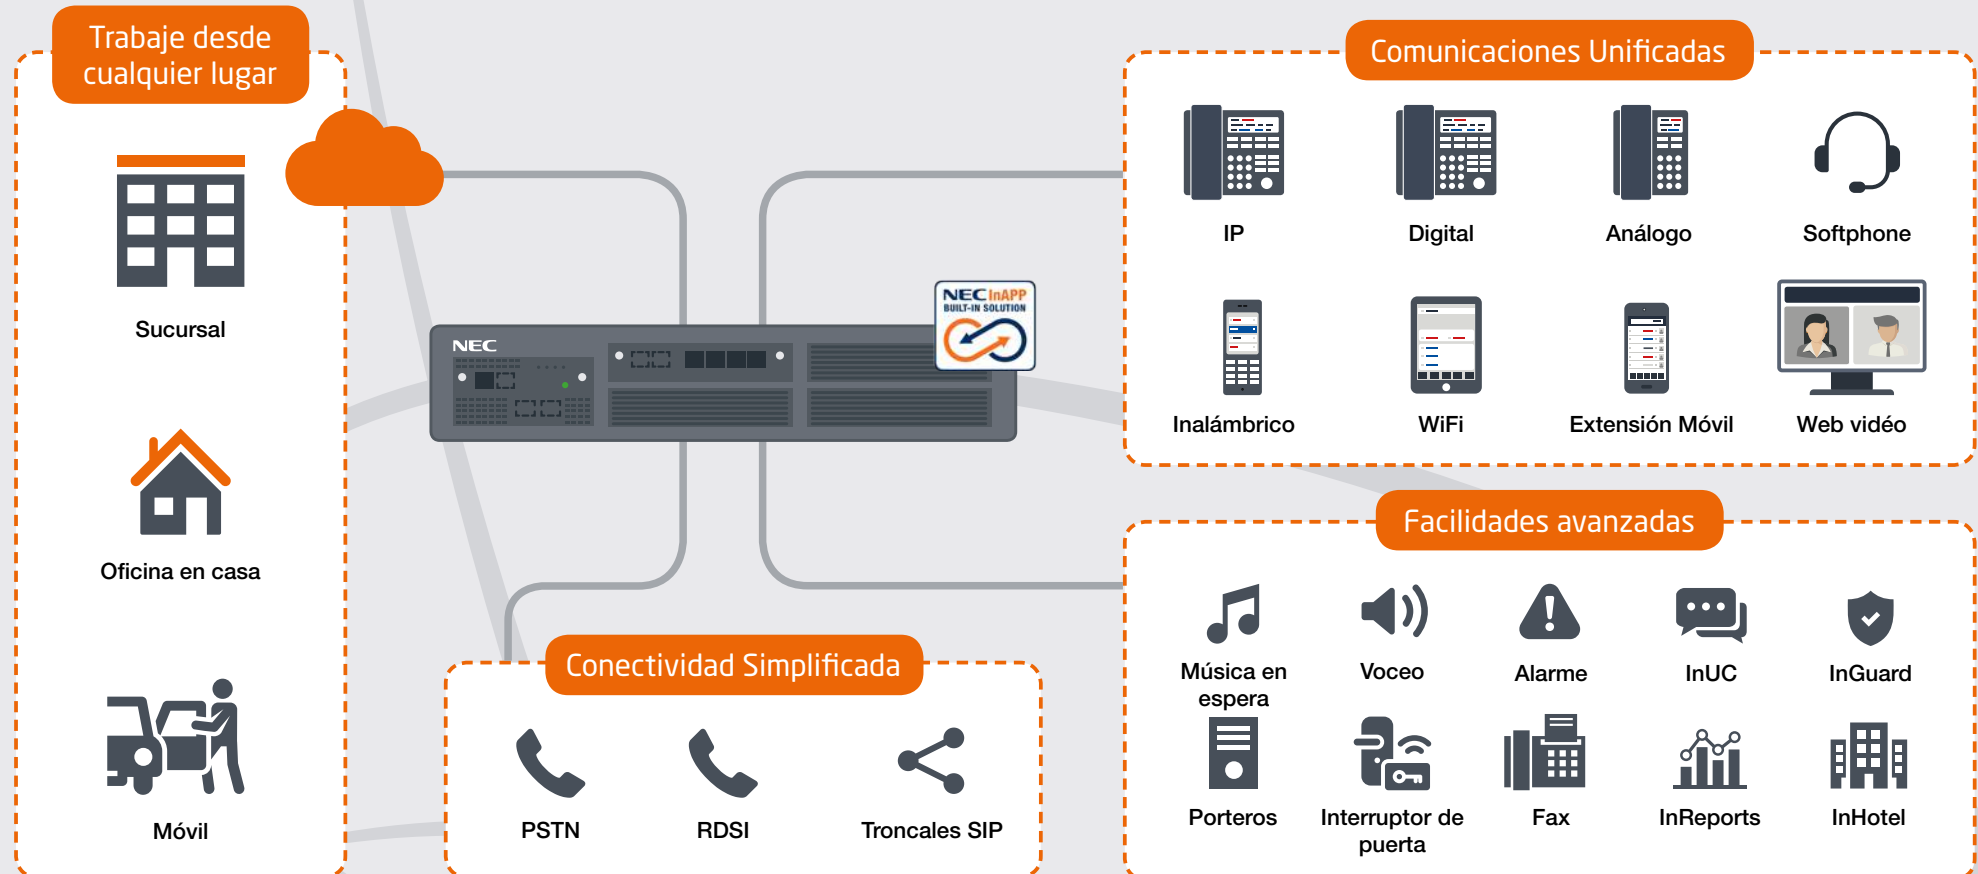 Trabaje desde
cualquier lugar
Sucursal
Oficina en casa
Móvil
NEC
NEC InAPP
BUILT-IN SOLUTION
Conectividad Simplificada
PSTN
RDSI
Troncales SIP
Comunicaciones Unificadas
IP
Digital
Análogo
Softphone
Inalámbrico
WiFi
Extensión Móvil
Web vidéo
Facilidades avanzadas
Música en
espera
Voceo
Alarme
InUC
InGuard
Porteros
Interruptor de
puerta
Fax
InReports
InHotel